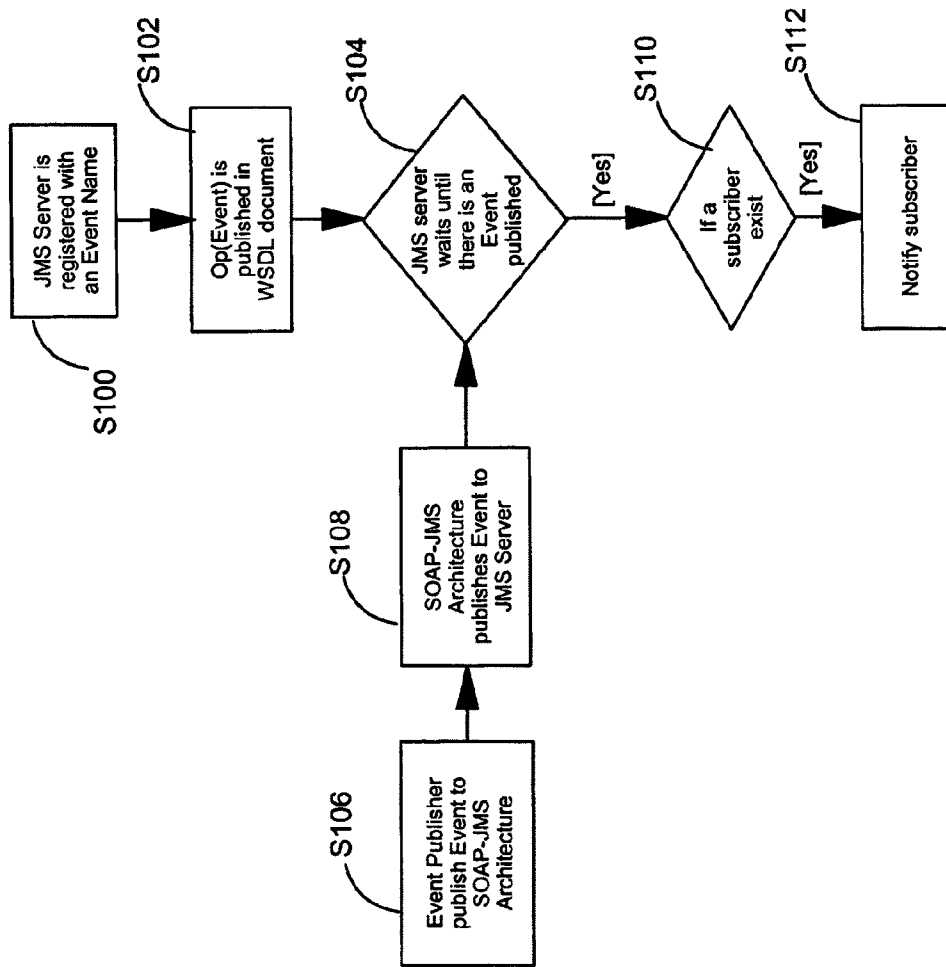 S100
JMS Server is
registered with
an Event Name
S102
Op(Event) is
published in
WSDL document
S104
JMS server
waits until
there is an
Event
published
S106
Event Publisher
publish Event to
SOAP-JMS
Architecture
S108
SOAP-JMS
Architecture
publishes Event to
JMS Server
[Yes]
S110
If a
subscriber
exist
[Yes]
S112
Notify subscriber